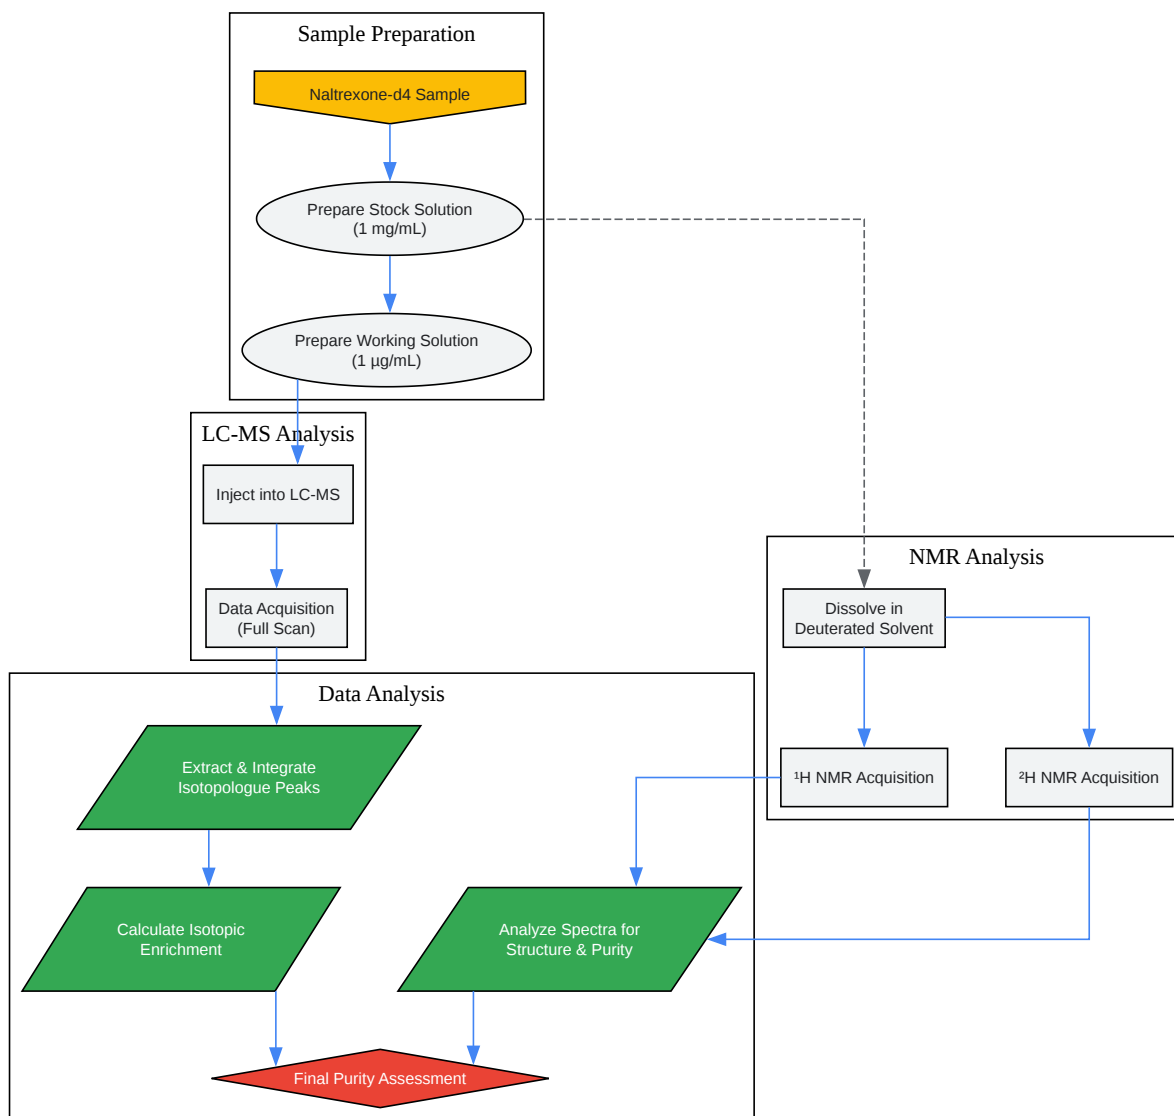 Sample Preparation
Naltrexone-d4 Sample
Prepare Stock Solution
(1 mg/mL)
Prepare Working Solution
(1 µg/mL)
LC-MS Analysis
Inject into LC-MS
Data Acquisition
(Full Scan)
NMR Analysis
Dissolve in
Deuterated Solvent
¹H NMR Acquisition
²H NMR Acquisition
Data Analysis
Extract & Integrate
Isotopologue Peaks
Calculate Isotopic
Enrichment
Analyze Spectra for
Structure & Purity
Final Purity Assessment